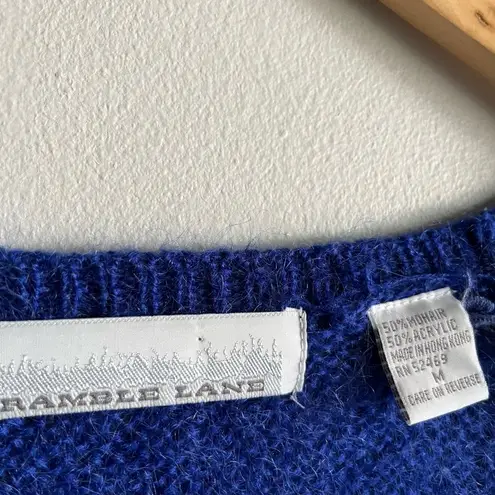 RAMBLE LANE
50% MOHAIR
50% ACRYLIC
MADE IN HONG KONG
RN 52469
M
CARE ON REVERSE